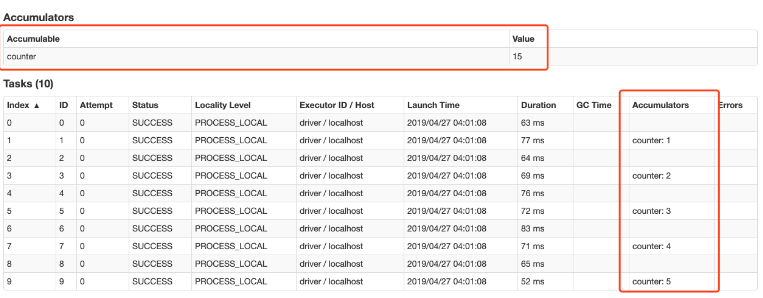 Accumulators
Accumulable Value
counter 15
Tasks (10)
Index ▲ ID Attempt Status Locality Level Executor ID / Host Launch Time Duration GC Time Accumulators Errors
0 0 0 SUCCESS PROCESS_LOCAL driver / localhost 2019/04/27 04:01:08 63 ms
1 1 0 SUCCESS PROCESS_LOCAL driver / localhost 2019/04/27 04:01:08 77 ms counter: 1
2 2 0 SUCCESS PROCESS_LOCAL driver / localhost 2019/04/27 04:01:08 64 ms
3 3 0 SUCCESS PROCESS_LOCAL driver / localhost 2019/04/27 04:01:08 69 ms counter: 2
4 4 0 SUCCESS PROCESS_LOCAL driver / localhost 2019/04/27 04:01:08 76 ms
5 5 0 SUCCESS PROCESS_LOCAL driver / localhost 2019/04/27 04:01:08 72 ms counter: 3
6 6 0 SUCCESS PROCESS_LOCAL driver / localhost 2019/04/27 04:01:08 83 ms
7 7 0 SUCCESS PROCESS_LOCAL driver / localhost 2019/04/27 04:01:08 71 ms counter: 4
8 8 0 SUCCESS PROCESS_LOCAL driver / localhost 2019/04/27 04:01:08 65 ms
9 9 0 SUCCESS PROCESS_LOCAL driver / localhost 2019/04/27 04:01:08 52 ms counter: 5